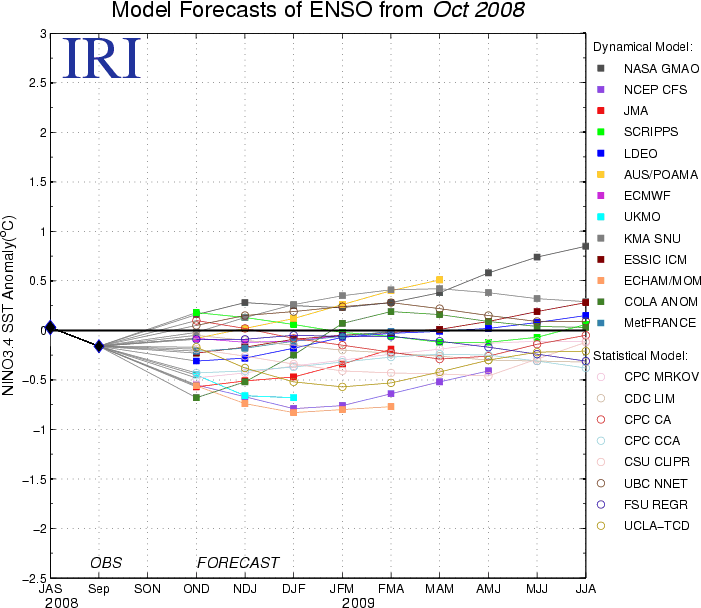 Model Forecasts of ENSO from Oct 2008
IRI
NINO3.4 SST Anomaly(°C)
3
2.5
2
1.5
1
0.5
0
−0.5
−1
−1.5
−2
−2.5
OBS
FORECAST
JAS Sep SON OND NDJ DJF JFM FMA MAM AMJ MJJ JJA
2008 2009
Dynamical Model:
NASA GMAO
NCEP CFS
JMA
SCRIPPS
LDEO
AUS/POAMA
ECMWF
UKMO
KMA SNU
ESSIC ICM
ECHAM/MOM
COLA ANOM
MetFRANCE
Statistical Model:
CPC MRKOV
CDC LIM
CPC CA
CPC CCA
CSU CLIPR
UBC NNET
FSU REGR
UCLA−TCD